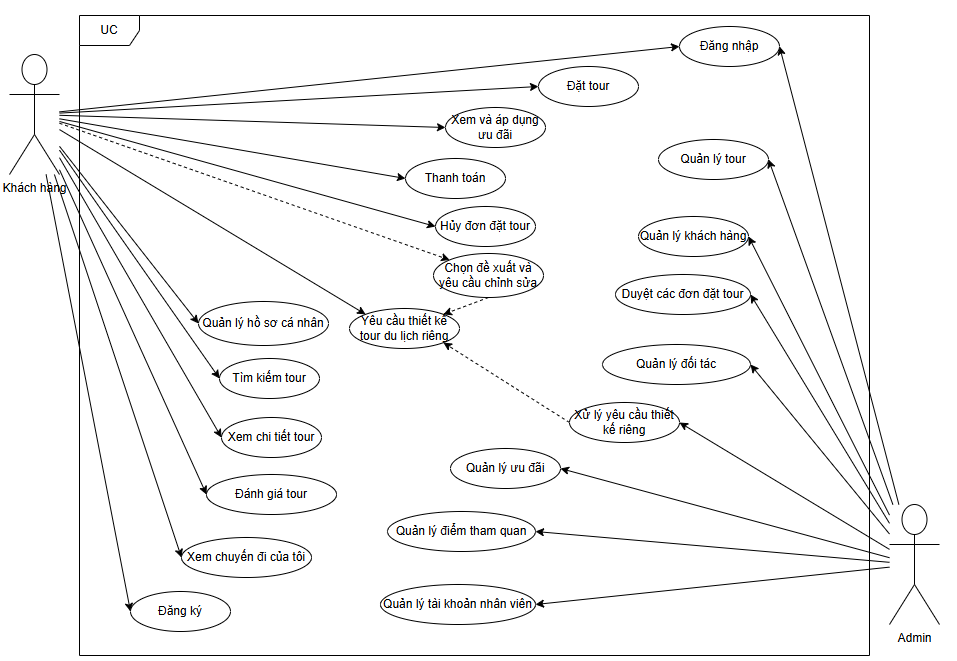 UC
Đăng nhập
Đặt tour
Xem và áp dụng
ưu đãi
Quản lý tour
Thanh toán
Khách hàng
Hủy đơn đặt tour
Quản lý khách hàng
Chọn đề xuất và
yêu cầu chỉnh sửa
Duyệt các đơn đặt tour
Quản lý hồ sơ cá nhân
Yêu cầu thiết kế
tour du lịch riêng
Quản lý đối tác
Tìm kiếm tour
Xử lý yêu cầu thiết
kế riêng
Xem chi tiết tour
Quản lý ưu đãi
Đánh giá tour
Quản lý điểm tham quan
Xem chuyến đi của tôi
Quản lý tài khoản nhân viên
Đăng ký
Admin